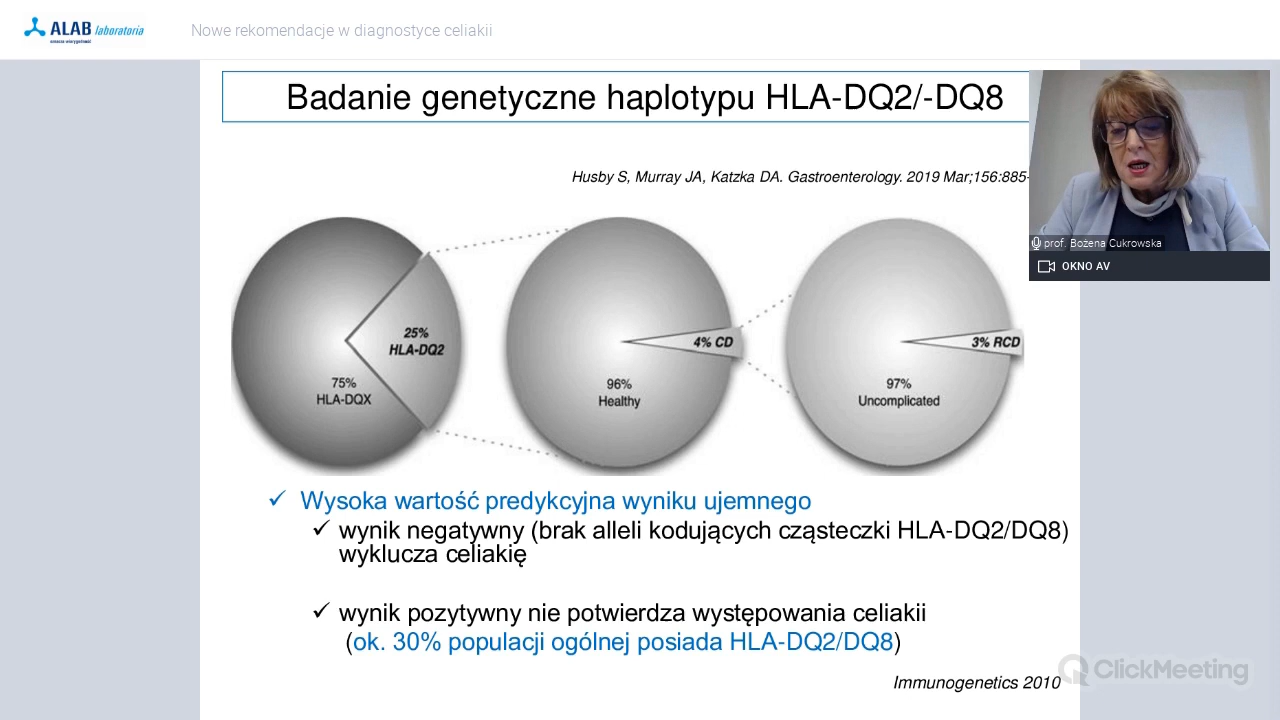 ALAB laboratoria
Nowe rekomendacje w diagnostyce celiakii
Badanie genetyczne haplotypu HLA-DQ2/-DQ8
Husby S, Murray JA, Katzka DA. Gastroenterology. 2019 Mar;156:885-
prof. Bożena Cukrowska
OKNO AV
25%
HLA-DQ2
75%
HLA-DQX
4% CD
96%
Healthy
3% RCD
97%
Uncomplicated
✓ Wysoka wartość predykcyjna wyniku ujemnego
✓ wynik negatywny (brak alleli kodujących cząsteczki HLA-DQ2/DQ8)
wyklucza celiakię
✓ wynik pozytywny nie potwierdza występowania celiakii
(ok. 30% populacji ogólnej posiada HLA-DQ2/DQ8)
ClickMeeting
Immunogenetics 2010